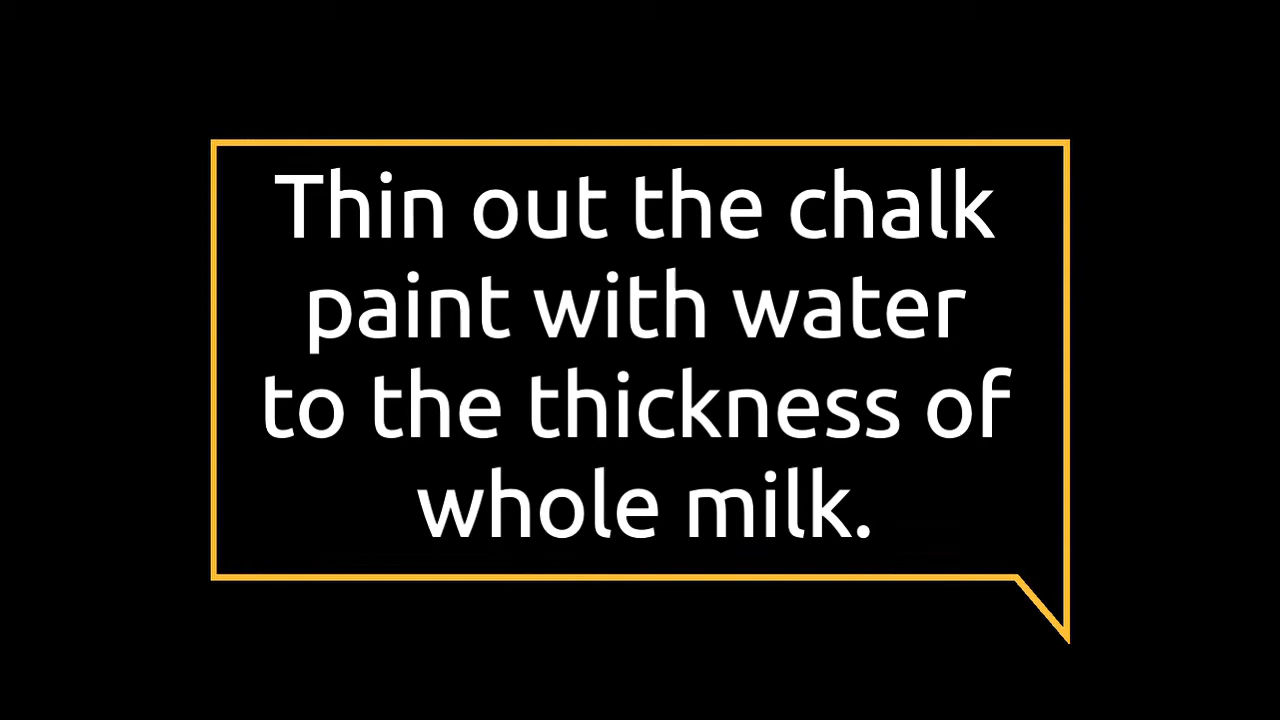 Thin out the chalk
paint with water
to the thickness of
whole milk.